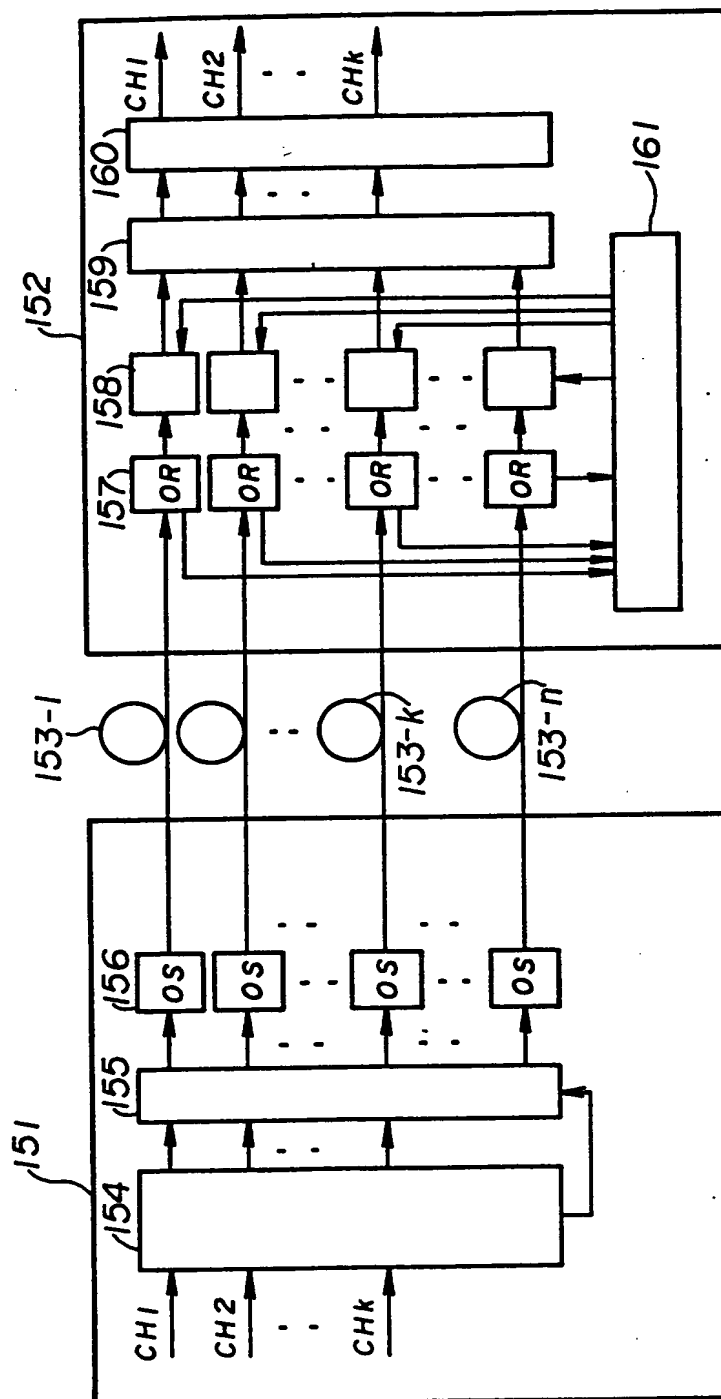 151
154
155
156
CH1
CH2
CHk
OS
OS
OS
OS
153-1
153-k
153-n
152
157
158
159
160
OR
OR
OR
OR
CH1
CH2
CHk
161